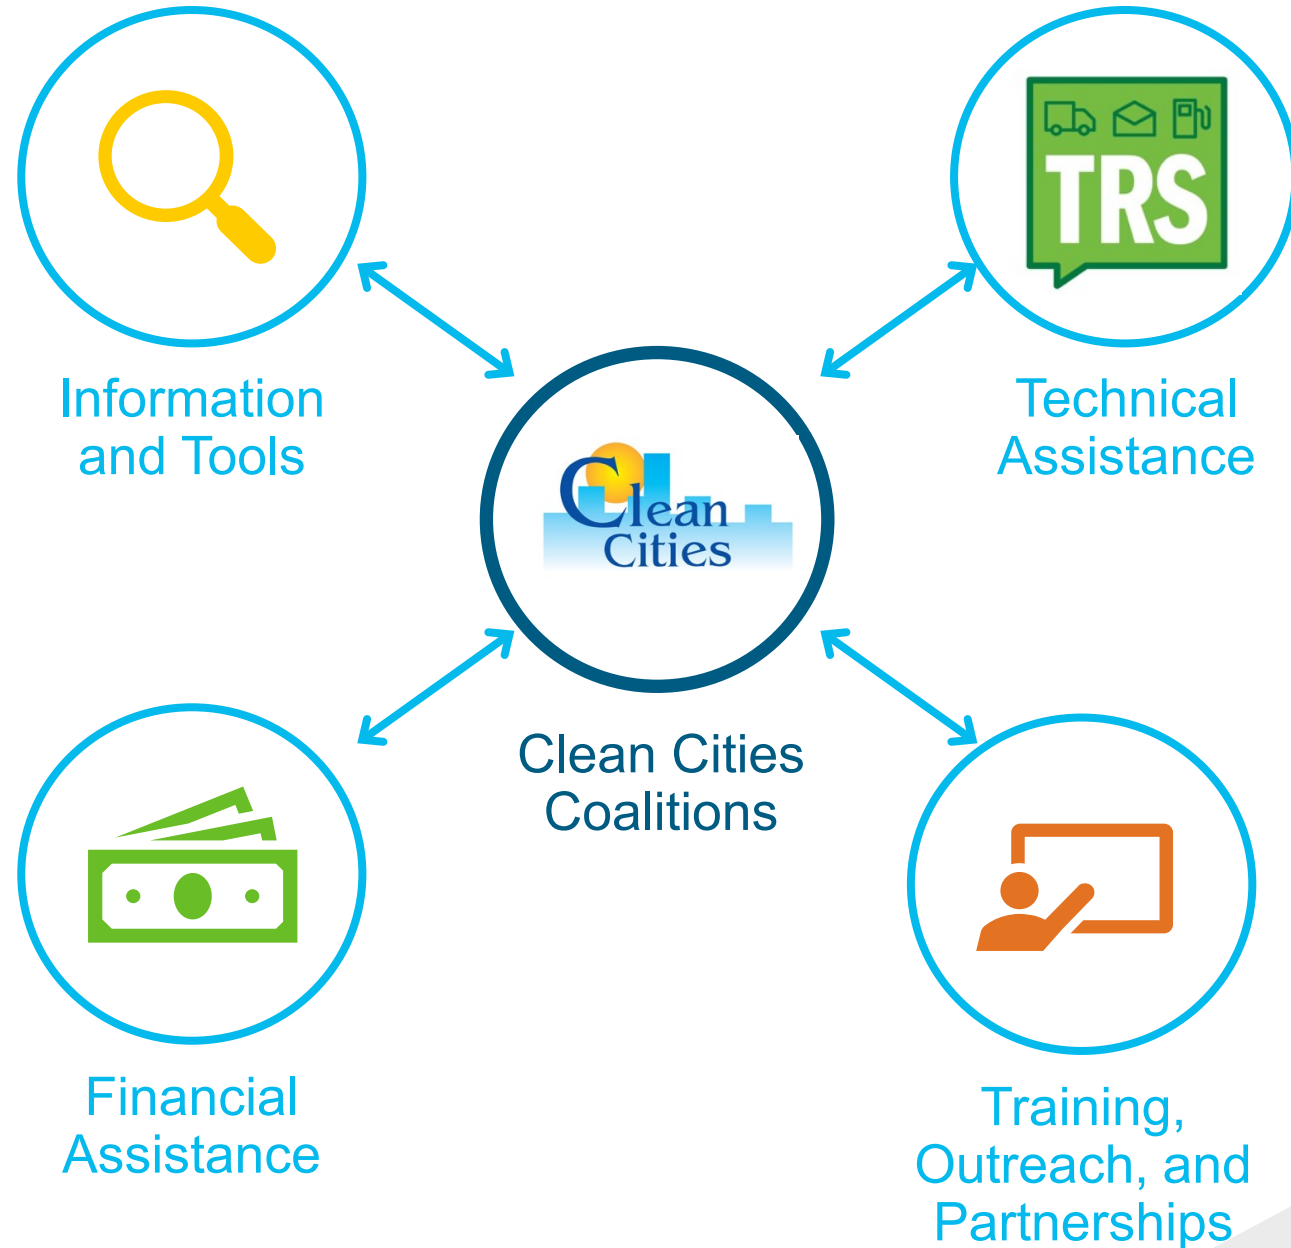 TRS
Information
and Tools
Technical
Assistance
Clean
Cities
Clean Cities
Coalitions
Financial
Assistance
Training,
Outreach, and
Partnerships